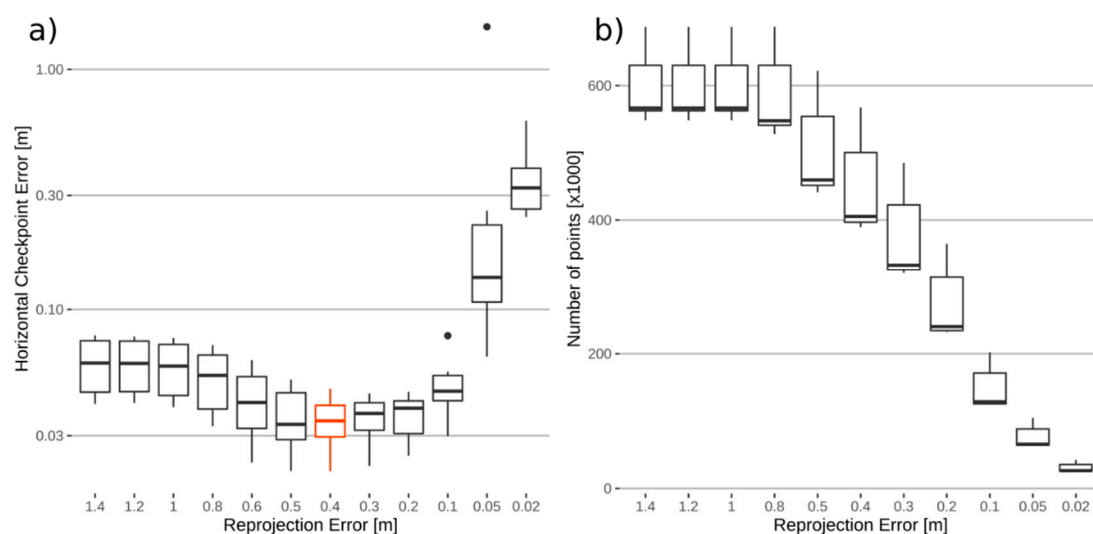 a)
Horizontal Checkpoint Error [m]
1.00
0.30
0.10
0.03
1.4 1.2 1 0.8 0.6 0.5 0.4 0.3 0.2 0.1 0.05 0.02
Reprojection Error [m]
b)
Number of points [x1000]
600
400
200
0
1.4 1.2 1 0.8 0.5 0.4 0.3 0.2 0.1 0.05 0.02
Reprojection Error [m]